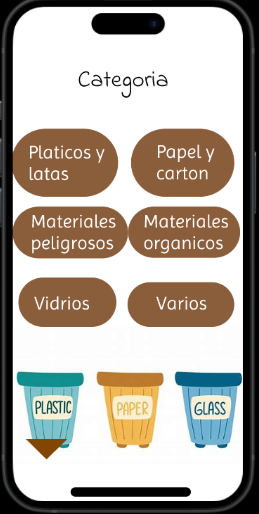 Categoria
Platicos y
latas
Papel y
carton
Materiales
peligrosos
Materiales
organicos
Vidrios
Varios
PLASTIC
PAPER
GLASS